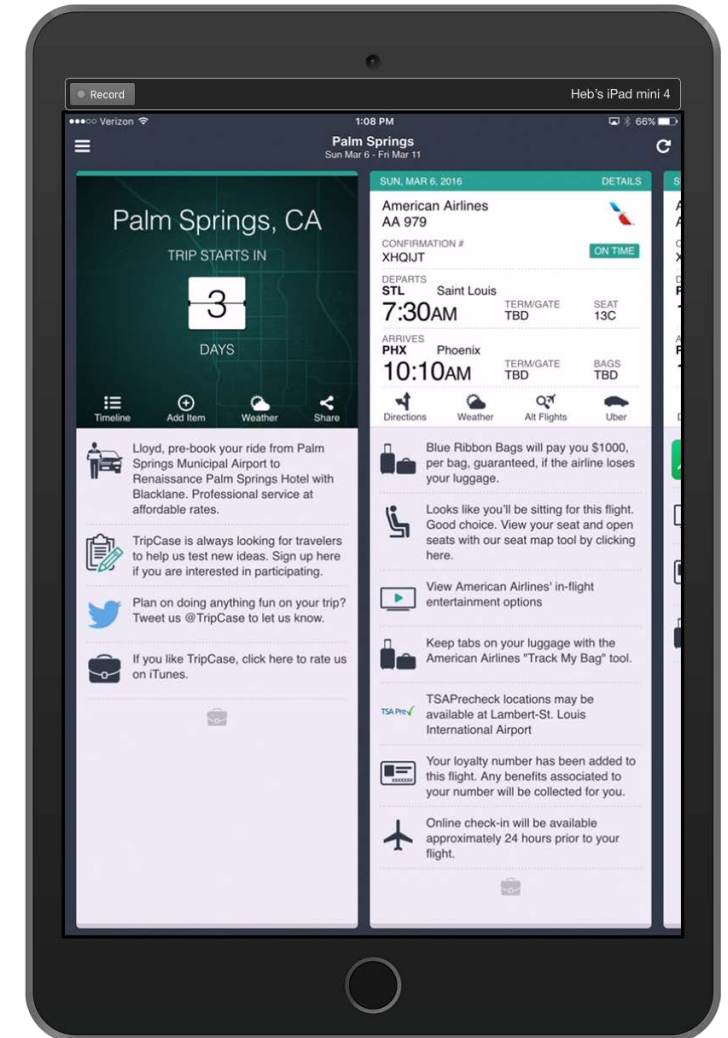 Record
Heb's iPad mini 4
Verizon
1:08 PM
66%
Palm Springs
Sun Mar 6 - Fri Mar 11
Palm Springs, CA
TRIP STARTS IN
3
DAYS
Timeline
Add Item
Weather
Share
Lloyd, pre-book your ride from Palm
Springs Municipal Airport to
Renaissance Palm Springs Hotel with
Blacklane. Professional service at
affordable rates.
TripCase is always looking for travelers
to help us test new ideas. Sign up here
if you are interested in participating.
Plan on doing anything fun on your trip?
Tweet us @TripCase to let us know.
If you like TripCase, click here to rate us
on iTunes.
SUN, MAR 6, 2016
DETAILS
American Airlines
AA 979
CONFIRMATION #
XHQIJT
ON TIME
DEPARTS
STL Saint Louis
7:30AM
TERM/GATE
TBD
SEAT
13C
ARRIVES
PHX Phoenix
10:10AM
TERM/GATE
TBD
BAGS
TBD
Directions
Weather
Alt Flights
Uber
Blue Ribbon Bags will pay you $1000,
per bag, guaranteed, if the airline loses
your luggage.
Looks like you'll be sitting for this flight.
Good choice. View your seat and open
seats with our seat map tool by clicking
here.
View American Airlines' in-flight
entertainment options
Keep tabs on your luggage with the
American Airlines "Track My Bag" tool.
TSA Pre✓
TSAPrecheck locations may be
available at Lambert-St. Louis
International Airport
Your loyalty number has been added to
this flight. Any benefits associated to
your number will be collected for you.
Online check-in will be available
approximately 24 hours prior to your
flight.